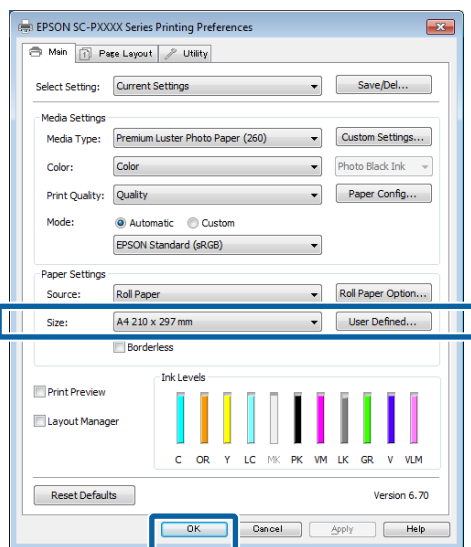 EPSON SC-PXXXX Series Printing Preferences
Main Page Layout Utility
Select Setting: Current Settings Save/Del...
Media Settings
Media Type: Premium Luster Photo Paper (260) Custom Settings...
Color: Color Photo Black Ink
Print Quality: Quality Paper Config...
Mode: Automatic Custom
EPSON Standard (sRGB)
Paper Settings
Source: Roll Paper Roll Paper Option...
Size: A4 210 x 297 mm User Defined...
Borderless
Ink Levels
Print Preview
Layout Manager
C OR Y LC MK PK VM LK GR V VLM
Reset Defaults Version 6.70
OK Cancel Apply Help